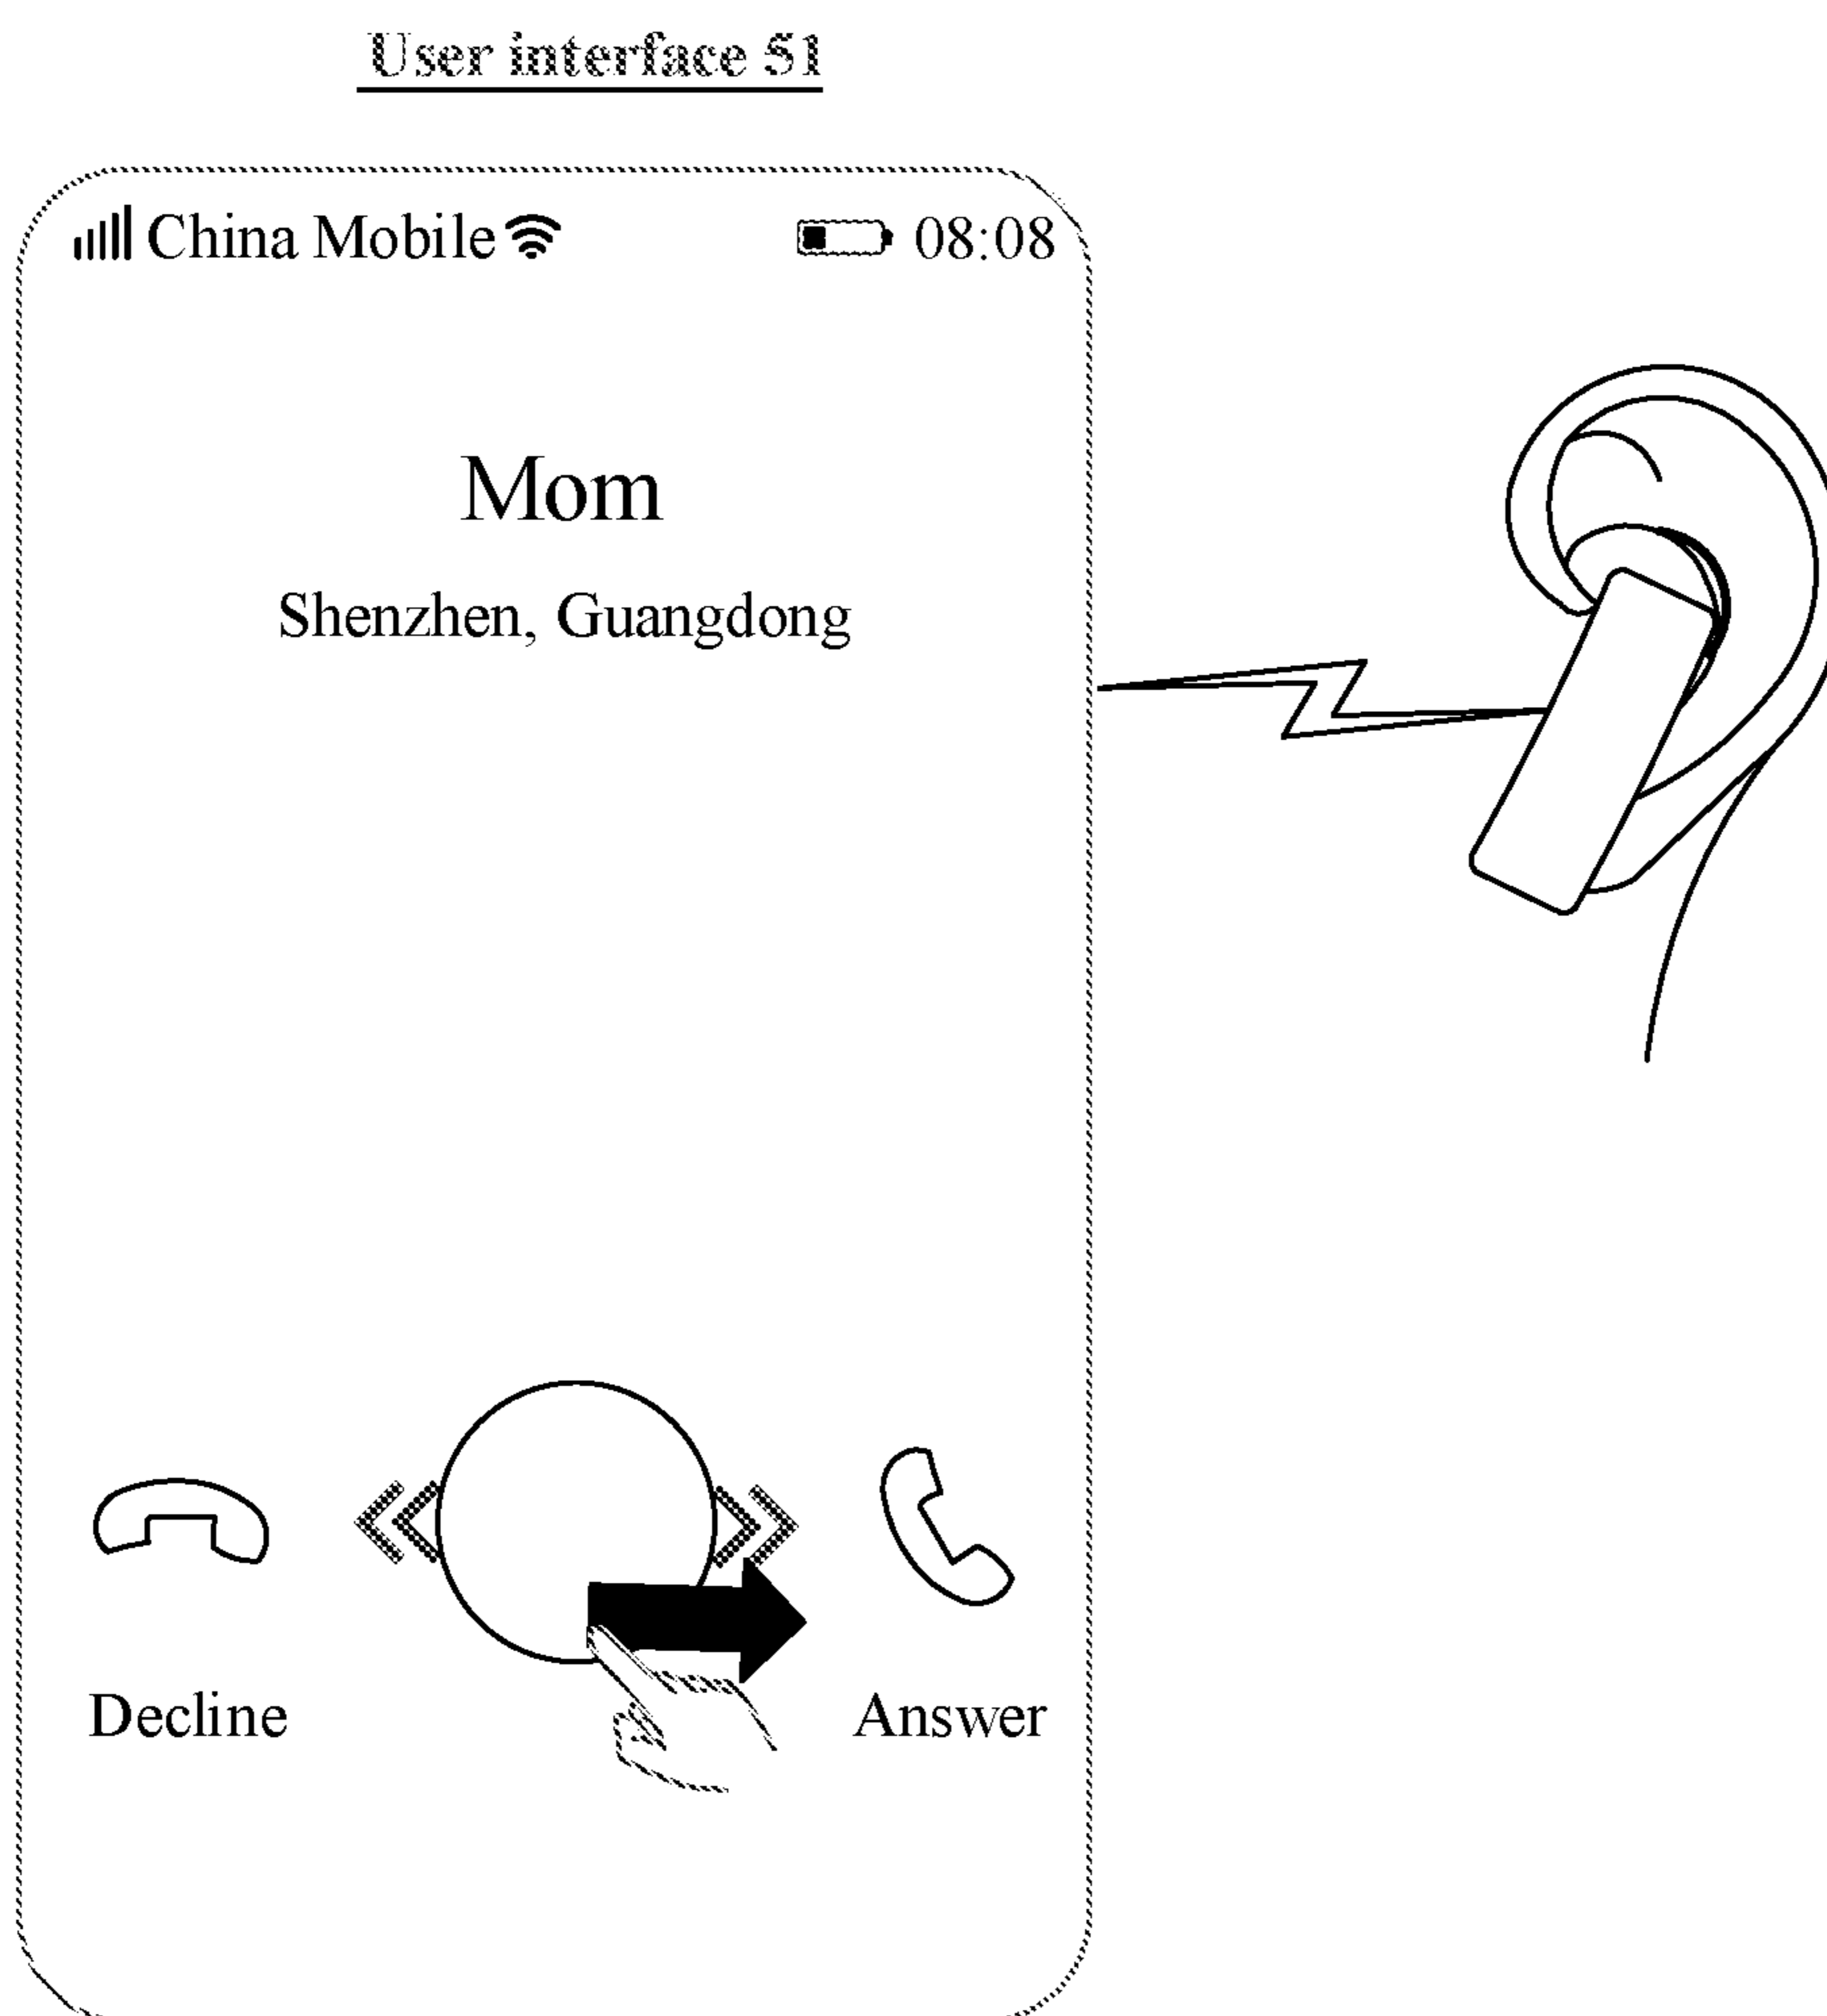 User interface 51
China Mobile 08:08
Mom
Shenzhen, Guangdong
Decline Answer